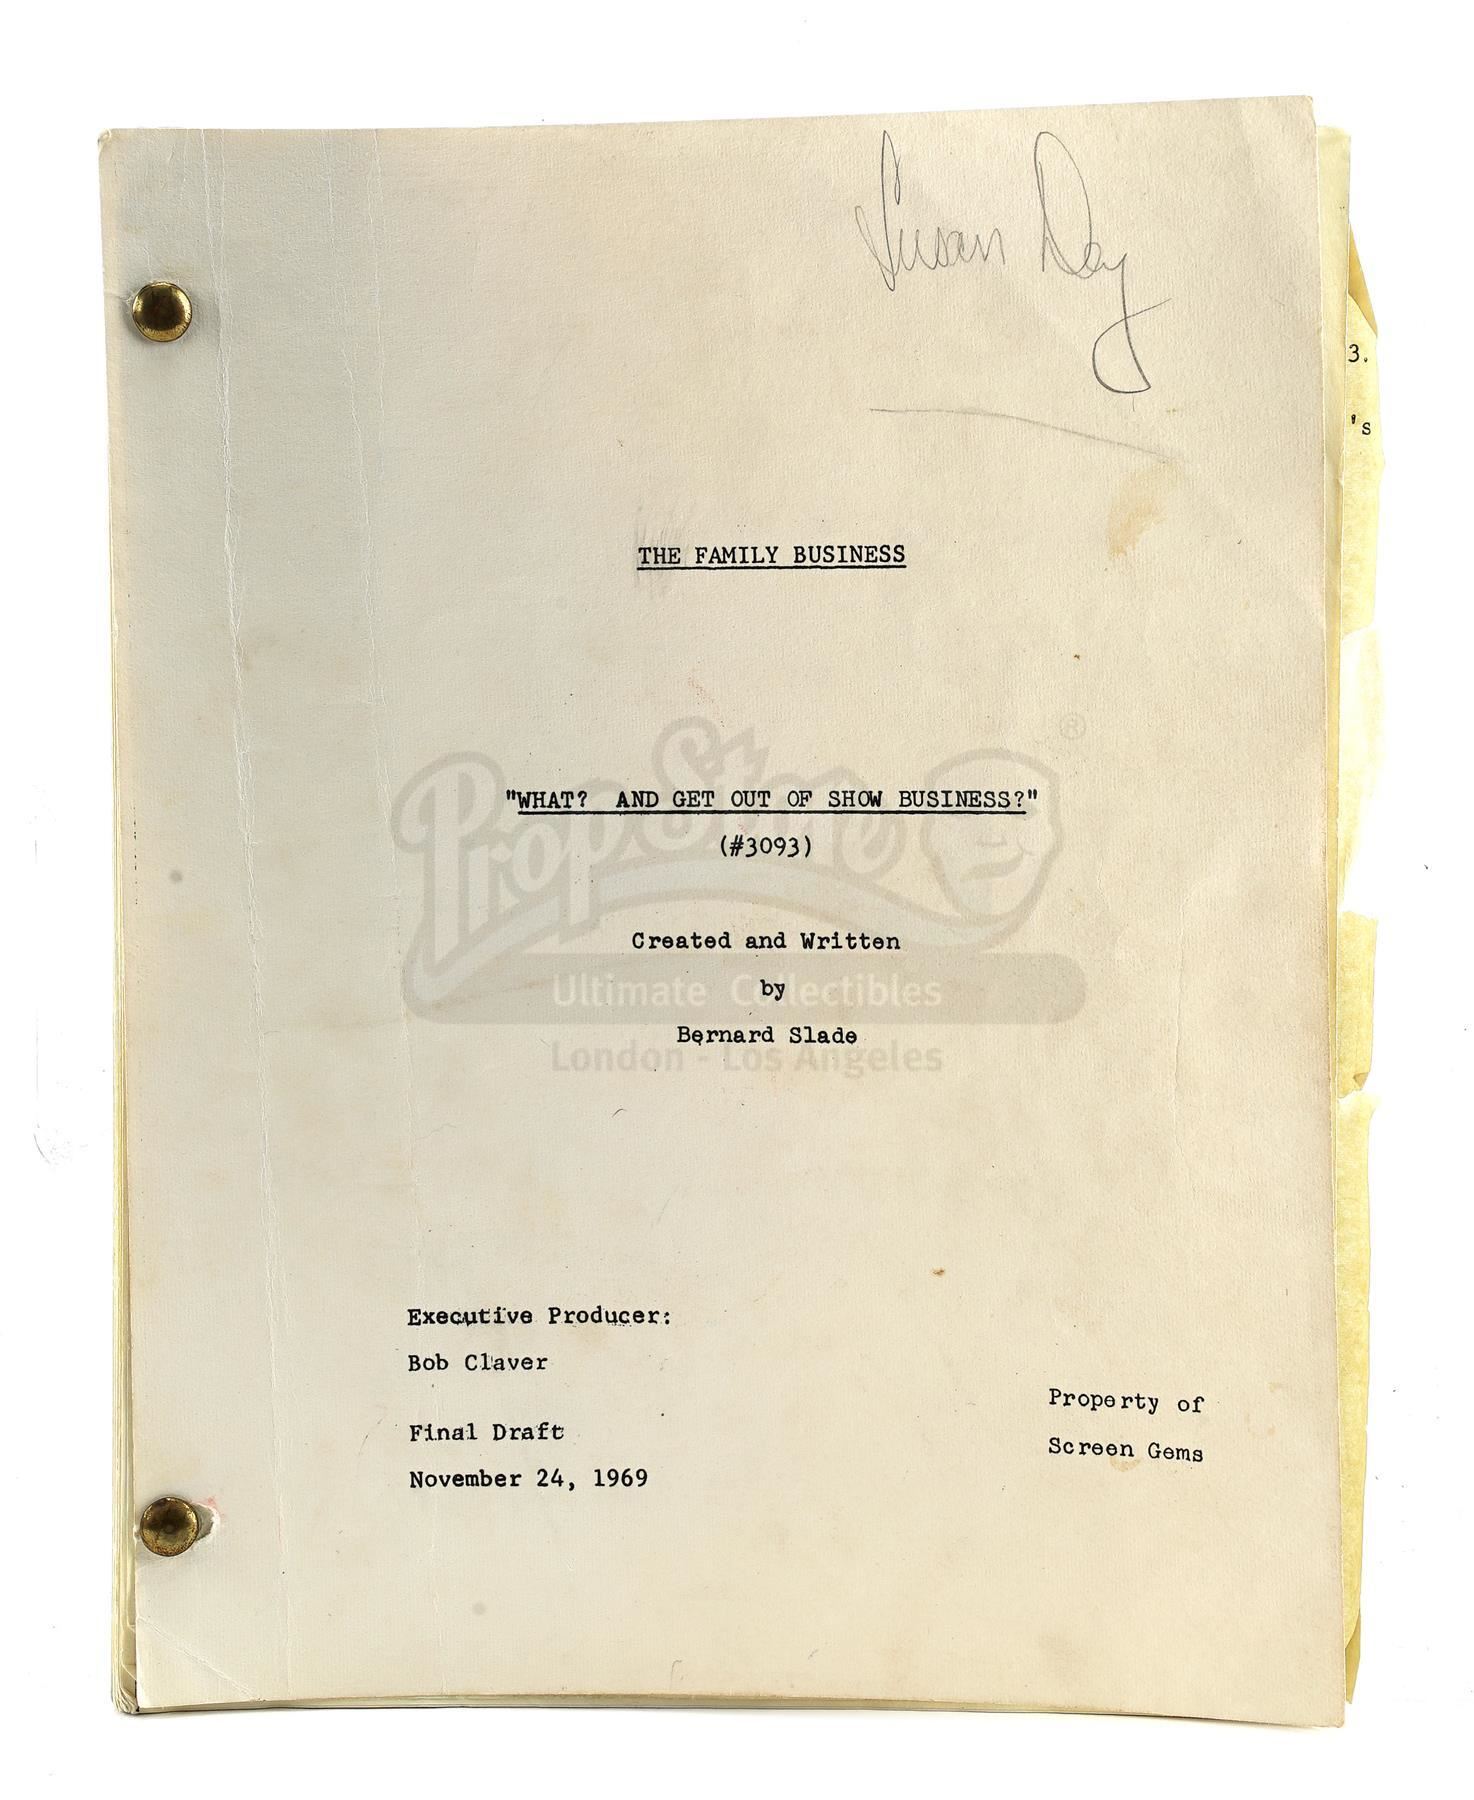 Susan Dey
3.
's
THE FAMILY BUSINESS
"WHAT?  AND GET OUT OF SHOW BUSINESS?"
(#3093)
Created and Written
by
Bernard Slade
PropStore ®
Ultimate Collectibles
London - Los Angeles
Executive Producer:
Bob Claver
Final Draft
November 24, 1969
Property of
Screen Gems